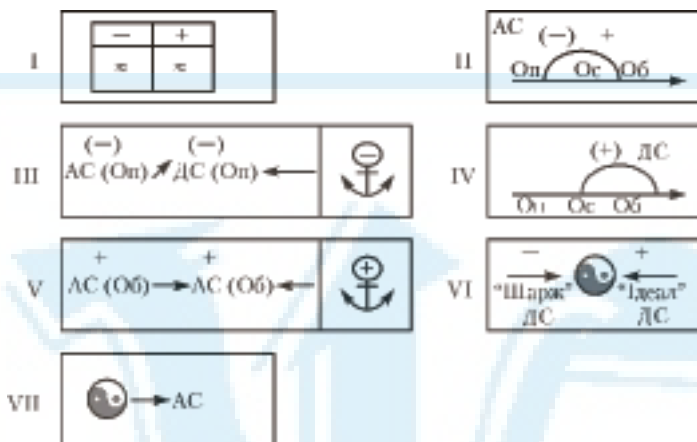 I
− +
≈ ≈
II
АС (−) +
Оп Ос Об
III
(−) (−)
АС (Оп) ДС (Оп)
−
IV
(+) ДС
Оп Ос Об
V
+ +
АС (Об) АС (Об)
+
VI
− +
"Шарж" "Ідеал"
ДС ДС
VII
АС